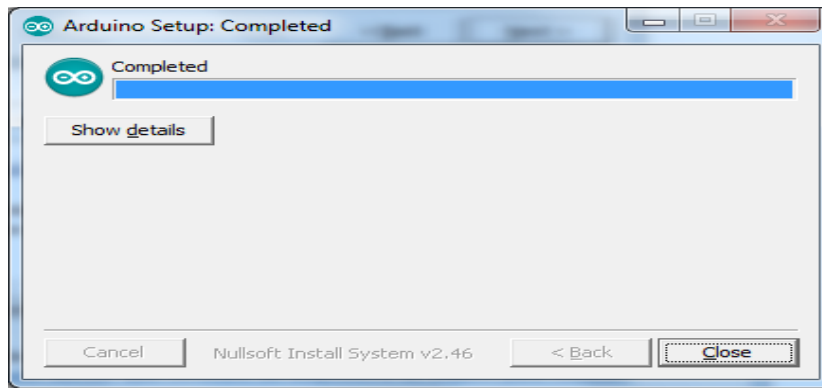 Arduino Setup: Completed
Completed
Show details
Cancel
Nullsoft Install System v2.46
< Back
Close